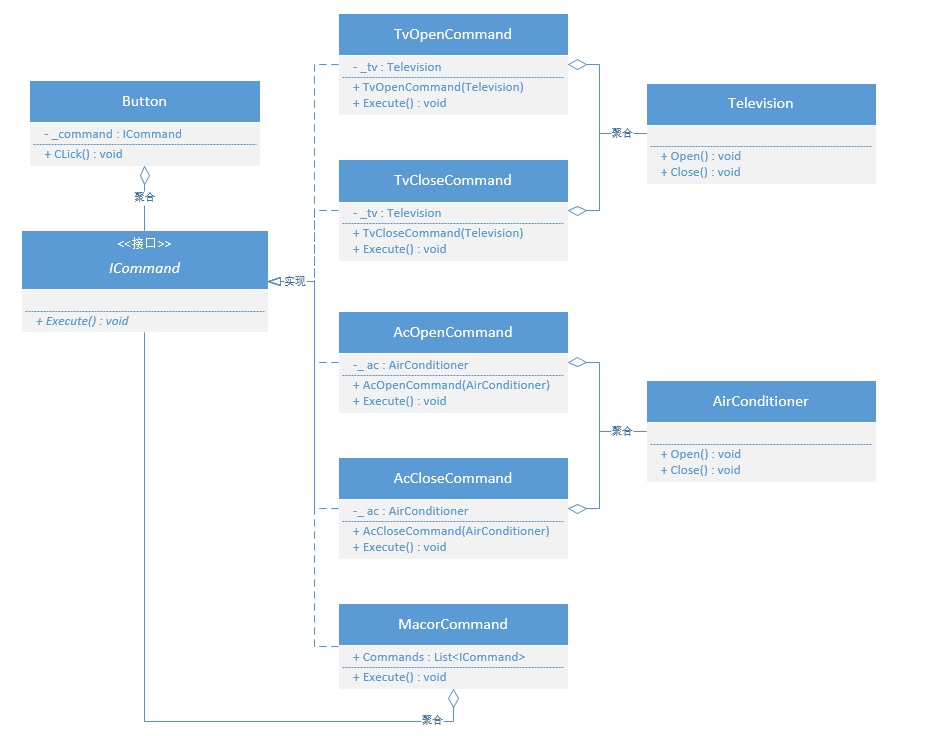 TvOpenCommand
- _tv : Television
+ TvOpenCommand(Television)
+ Execute() : void
Button
- _command : ICommand
+ CLick() : void
聚合
Television
+ Open() : void
+ Close() : void
聚合
TvCloseCommand
- _tv : Television
+ TvCloseCommand(Television)
+ Execute() : void
<<接口>>
ICommand
+ Execute() : void
实现
AcOpenCommand
-_ ac : AirConditioner
+ AcOpenCommand(AirConditioner)
+ Execute() : void
聚合
AirConditioner
+ Open() : void
+ Close() : void
AcCloseCommand
-_ ac : AirConditioner
+ AcCloseCommand(AirConditioner)
+ Execute() : void
MacorCommand
+ Commands : List<ICommand>
+ Execute() : void
聚合